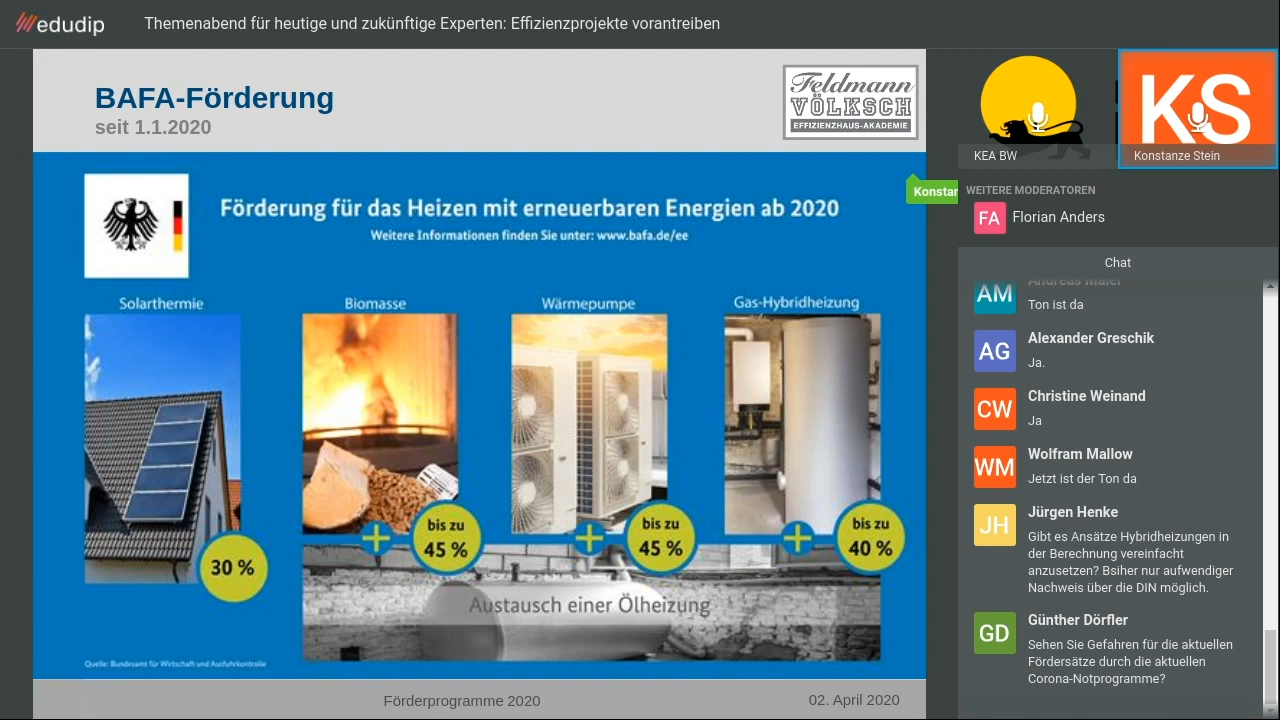 edudip
Themenabend für heutige und zukünftige Experten: Effizienzprojekte vorantreiben
BAFA-Förderung
seit 1.1.2020
Feldmann
VÖLKSCH
EFFIZIENZHAUS-AKADEMIE
Förderung für das Heizen mit erneuerbaren Energien ab 2020
Weitere Informationen finden Sie unter: www.bafa.de/ee
Solarthermie
Biomasse
Wärmepumpe
Gas-Hybridheizung
30 %
+
bis zu
45 %
+
bis zu
45 %
+
bis zu
40 %
Austausch einer Ölheizung
Quelle: Bundesamt für Wirtschaft und Ausfuhrkontrolle
Förderprogramme 2020
02. April 2020
Konstan
KEA BW
KS
Konstanze Stein
WEITERE MODERATOREN
FA
Florian Anders
Chat
AM
Andreas Maier
Ton ist da
AG
Alexander Greschik
Ja.
CW
Christine Weinand
Ja
WM
Wolfram Mallow
Jetzt ist der Ton da
JH
Jürgen Henke
Gibt es Ansätze Hybridheizungen in
der Berechnung vereinfacht
anzusetzen? Bsiher nur aufwendiger
Nachweis über die DIN möglich.
GD
Günther Dörfler
Sehen Sie Gefahren für die aktuellen
Fördersätze durch die aktuellen
Corona-Notprogramme?